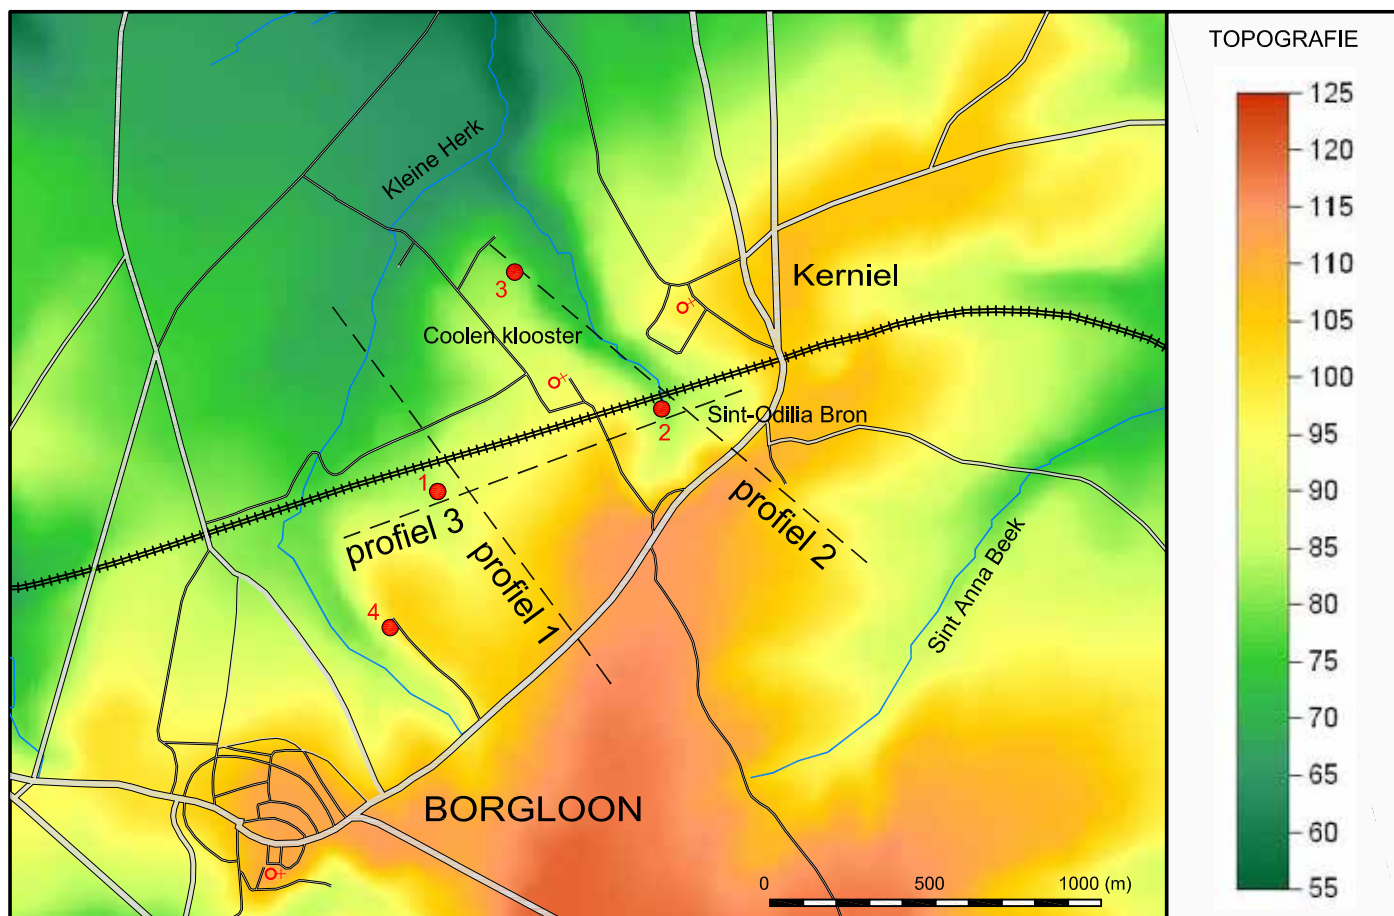 TOPOGRAFIE
125
120
115
110
105
100
95
90
85
80
75
70
65
60
55
Kleine Herk
Kerniel
3
Coolen klooster
Sint-Odilia Bron
2
1
profiel 3
profiel 2
profiel 1
Sint Anna Beek
4
BORGLOON
0 500 1000 (m)